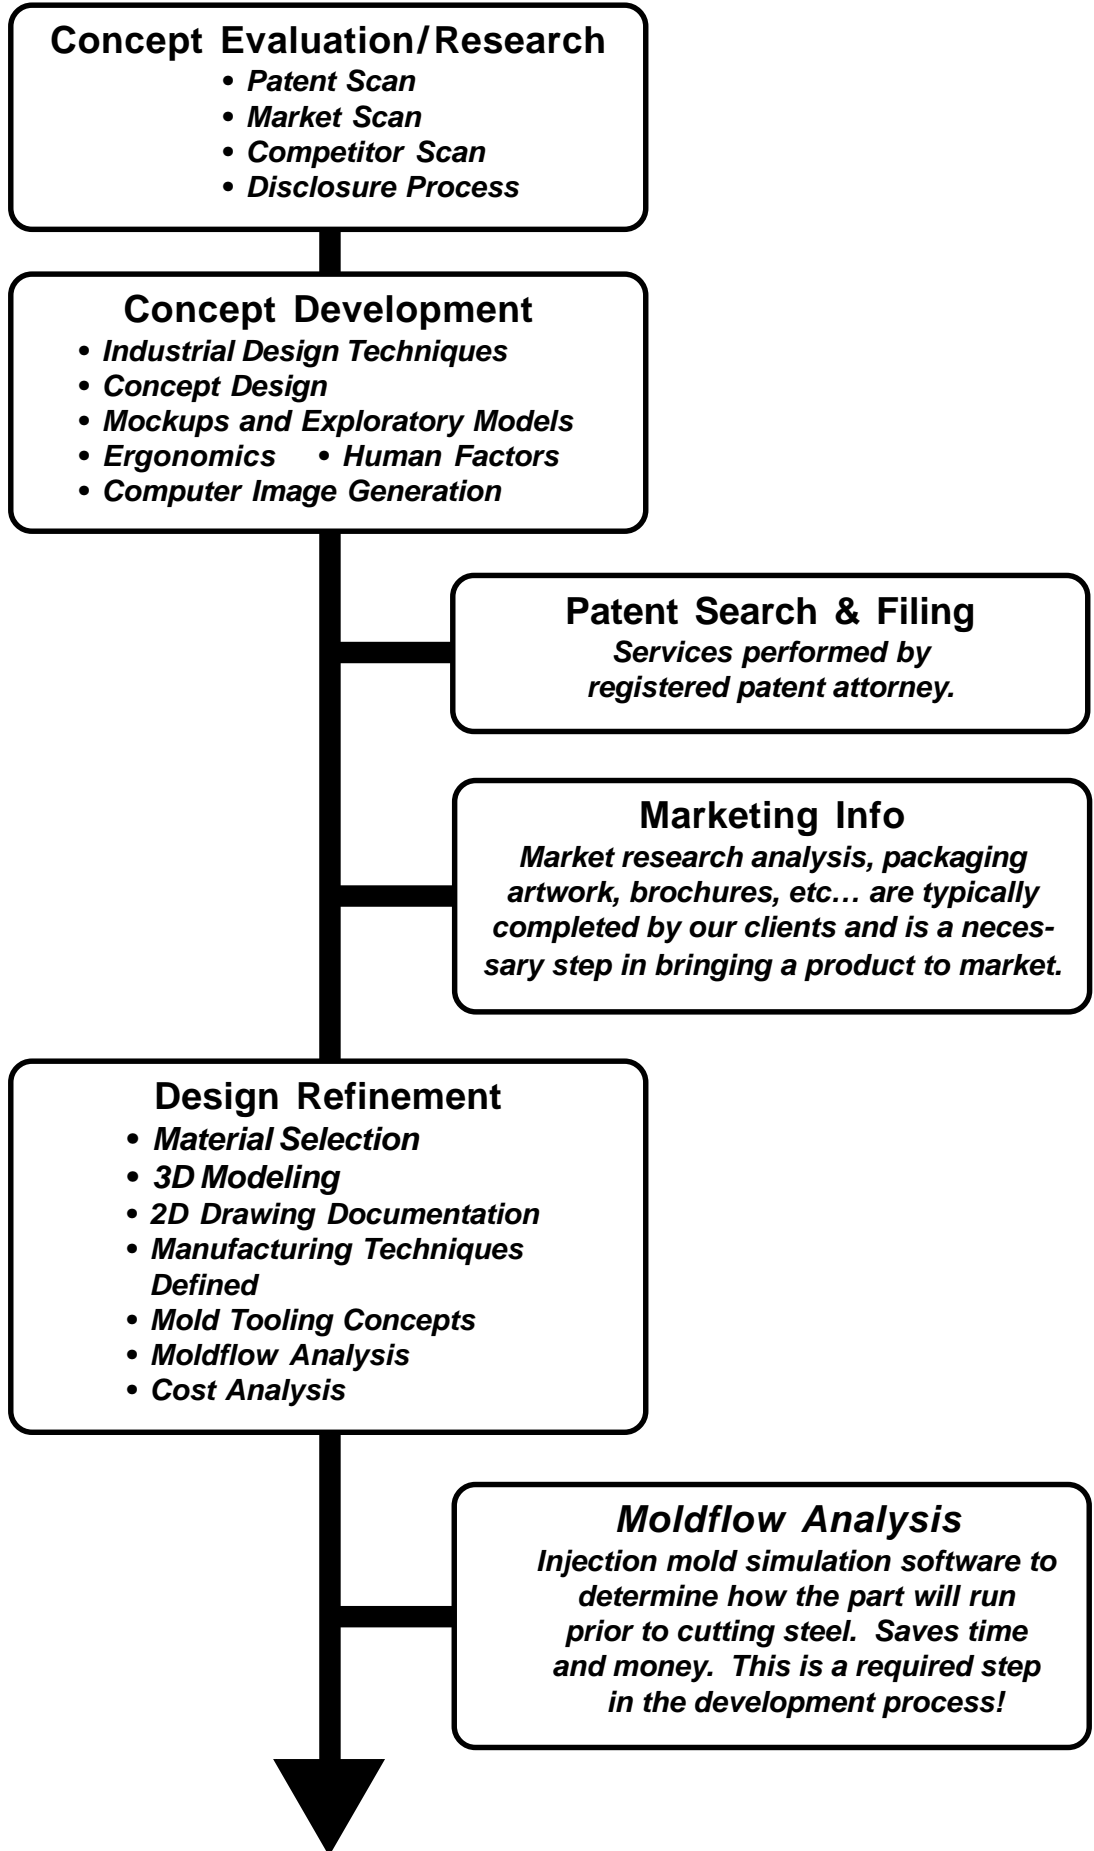 Concept Evaluation/Research
• Patent Scan
• Market Scan
• Competitor Scan
• Disclosure Process
Concept Development
• Industrial Design Techniques
• Concept Design
• Mockups and Exploratory Models
• Ergonomics • Human Factors
• Computer Image Generation
Patent Search & Filing
Services performed by
registered patent attorney.
Marketing Info
Market research analysis, packaging
artwork, brochures, etc… are typically
completed by our clients and is a neces-
sary step in bringing a product to market.
Design Refinement
• Material Selection
• 3D Modeling
• 2D Drawing Documentation
• Manufacturing Techniques
Defined
• Mold Tooling Concepts
• Moldflow Analysis
• Cost Analysis
Moldflow Analysis
Injection mold simulation software to
determine how the part will run
prior to cutting steel. Saves time
and money. This is a required step
in the development process!